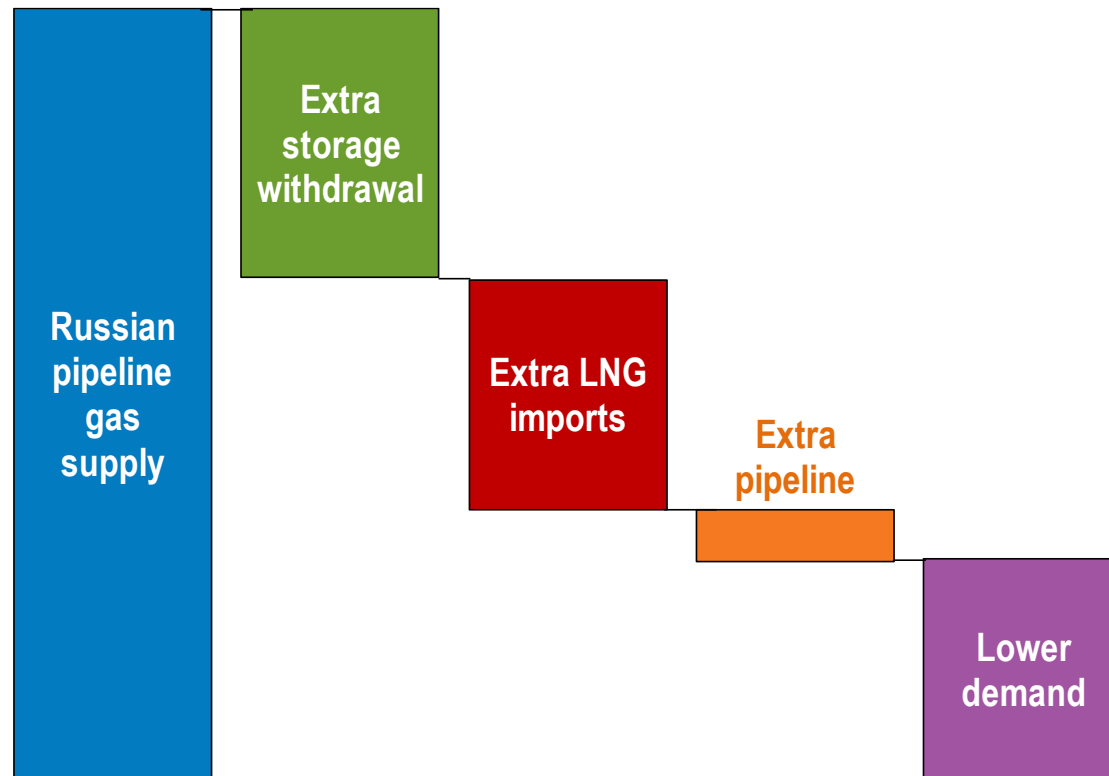 Russian
pipeline
gas
supply
Extra
storage
withdrawal
Extra LNG
imports
Extra
pipeline
Lower
demand